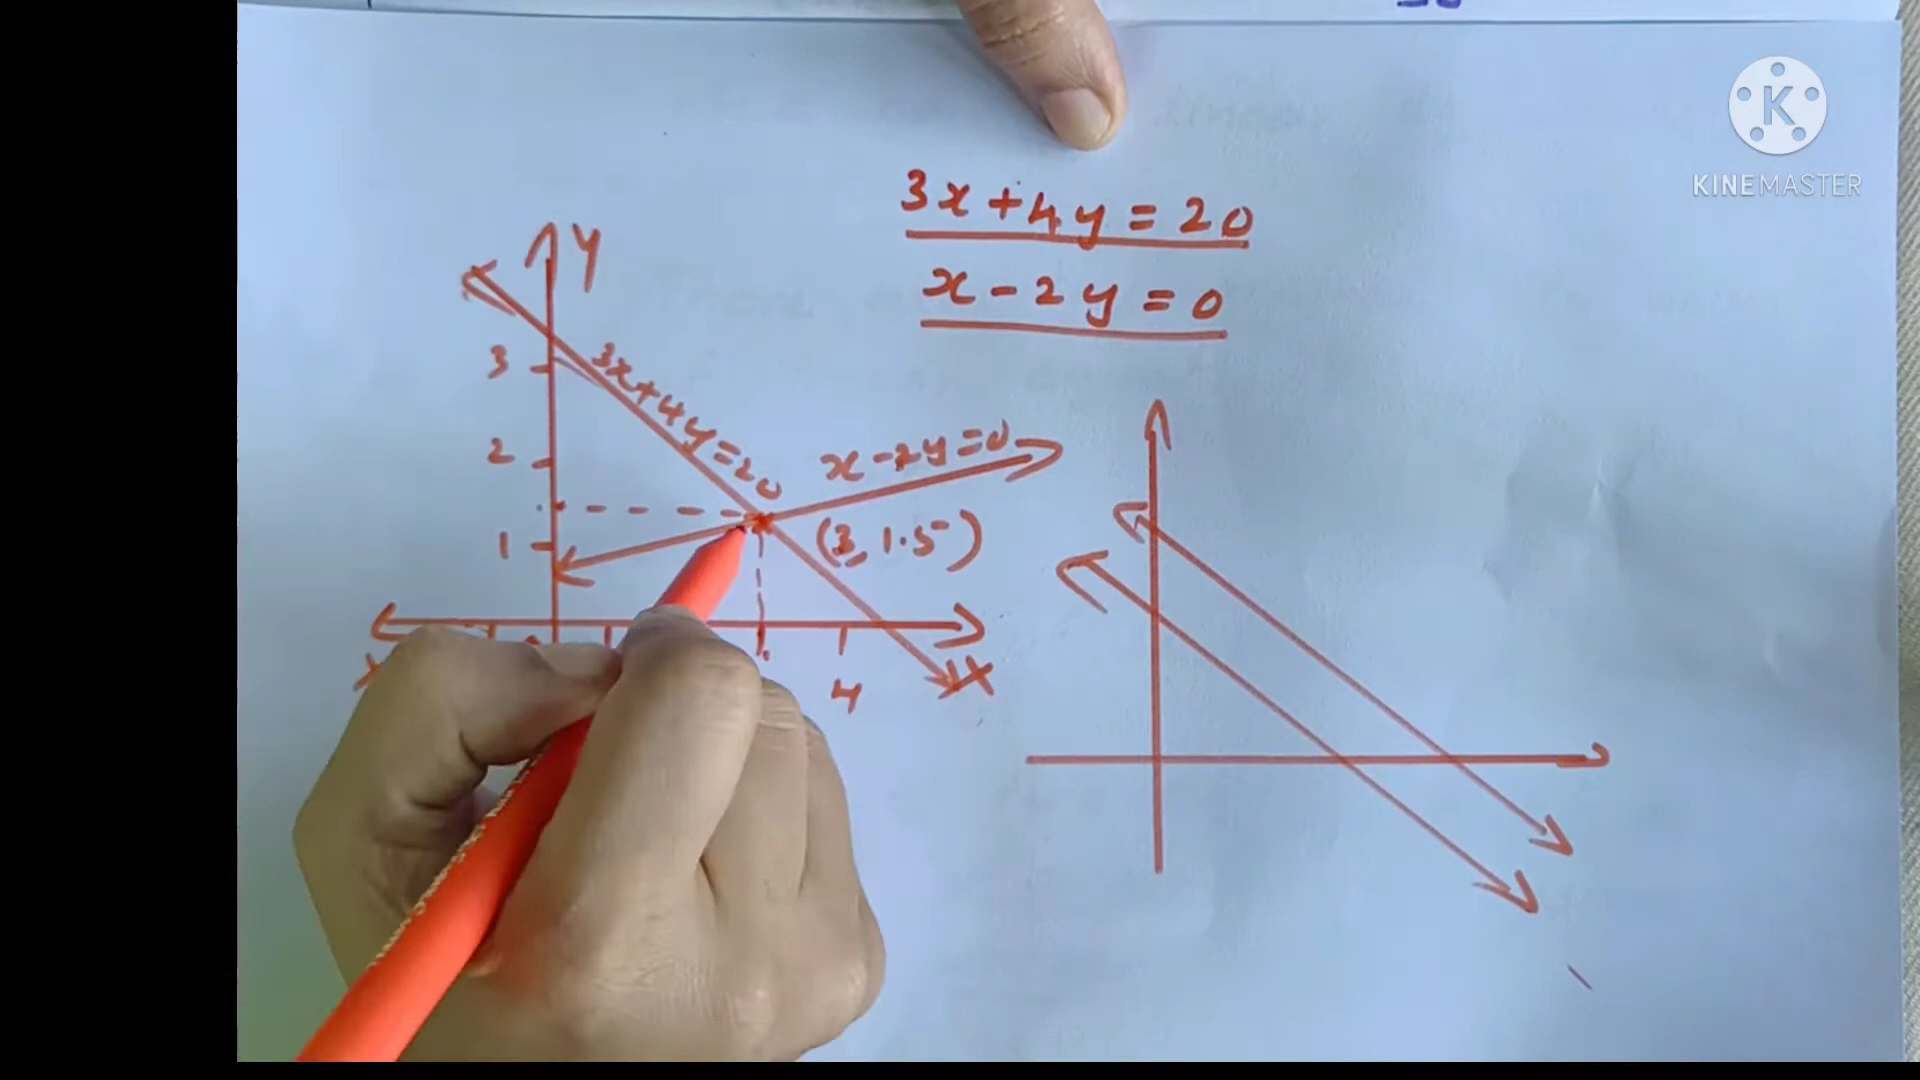 KINEMASTER
3x+4y=20
x-2y=0
Y
3
3x+4y=20
2
x-2y=0
1
(3, 1.5)
X
4